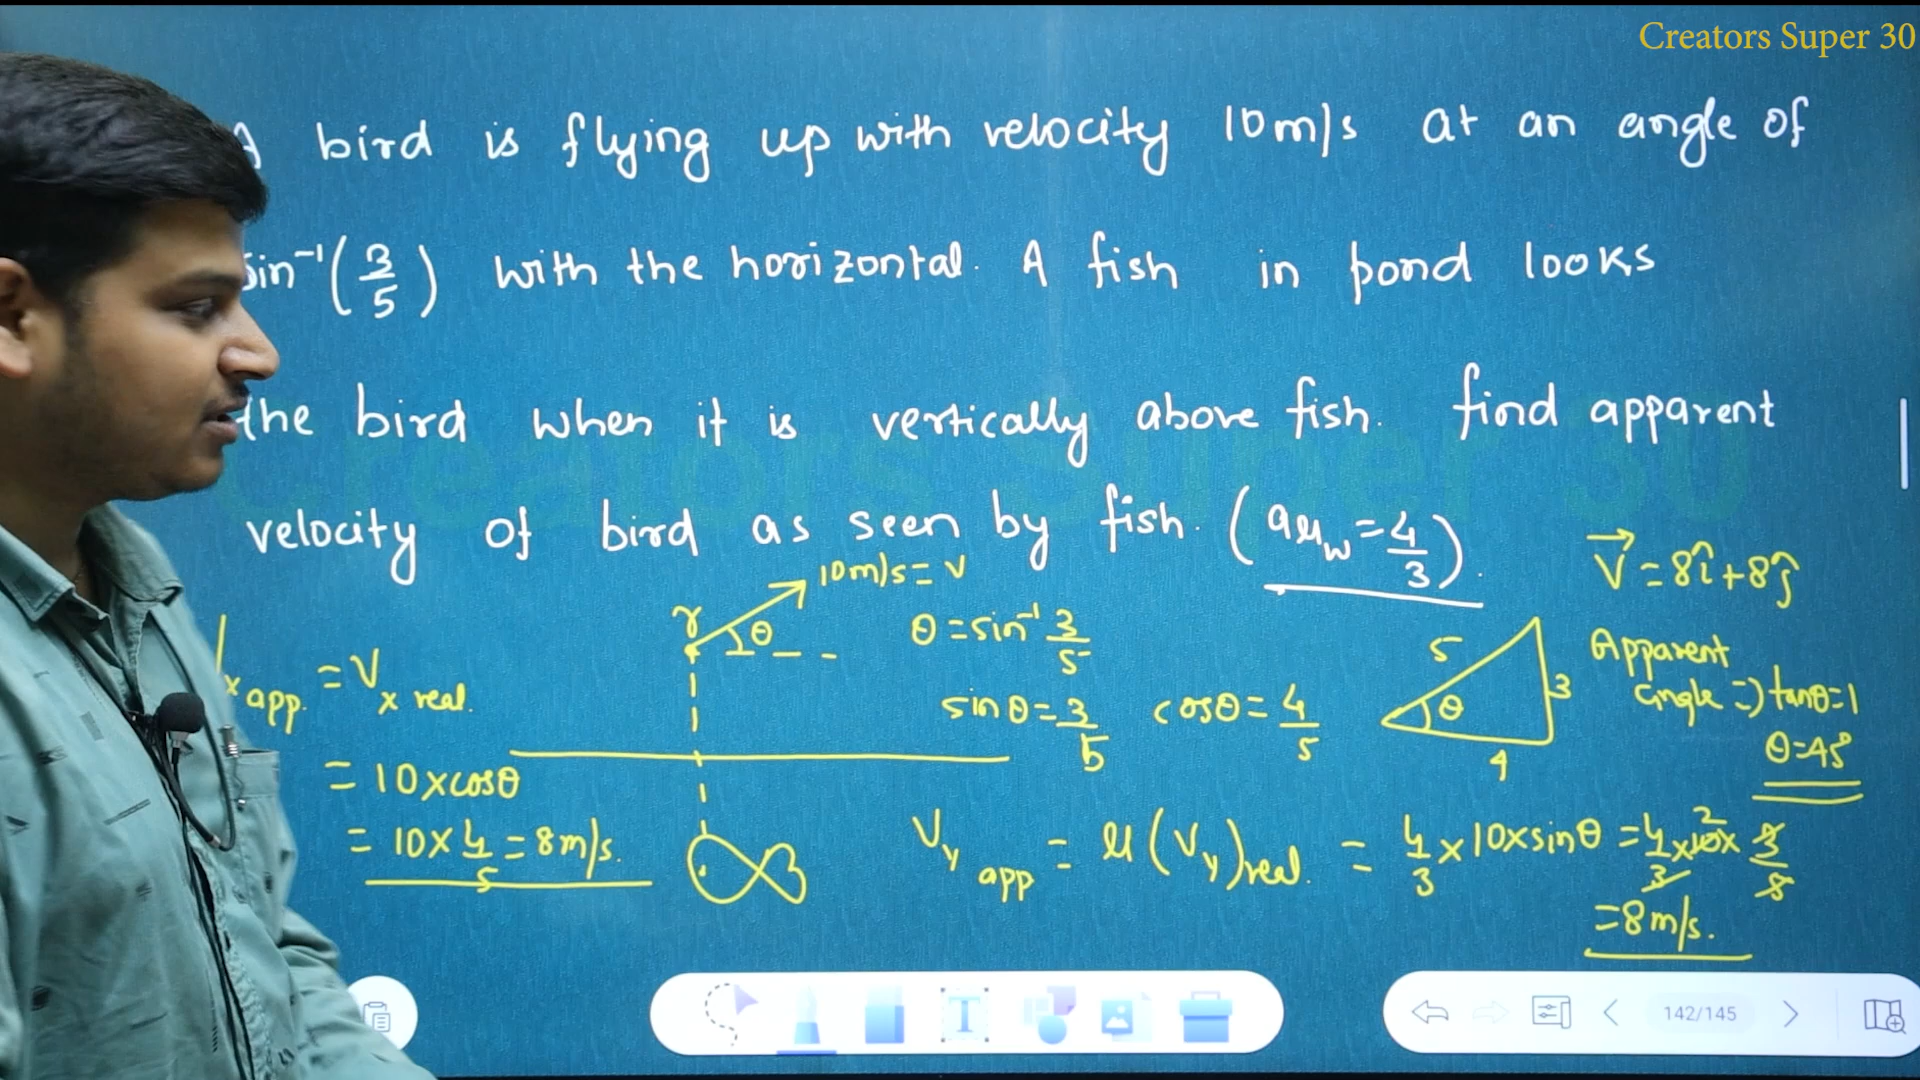 Creators Super 30
A bird is flying up with velocity 10m/s at an angle of
sin⁻¹(3/5) with the horizontal. A fish in pond looks
the bird when it is vertically above fish. find apparent
velocity of bird as seen by fish. (aμw = 4/3).
10m/s = v
V⃗ = 8î + 8ĵ
θ
θ = sin⁻¹ 3/5
5
3
4
θ
Apparent
angle ⇒ tanθ = 1
θ = 45°
x app. = Vx real.
sinθ = 3/5
cosθ = 4/5
= 10×cosθ
= 10 × 4/5 = 8m/s.
Vy app = μ(Vy)real. = 4/3 × 10×sinθ = 4/3 × 10 2 × 3/5
= 8m/s.
142/145
Creators Super 30